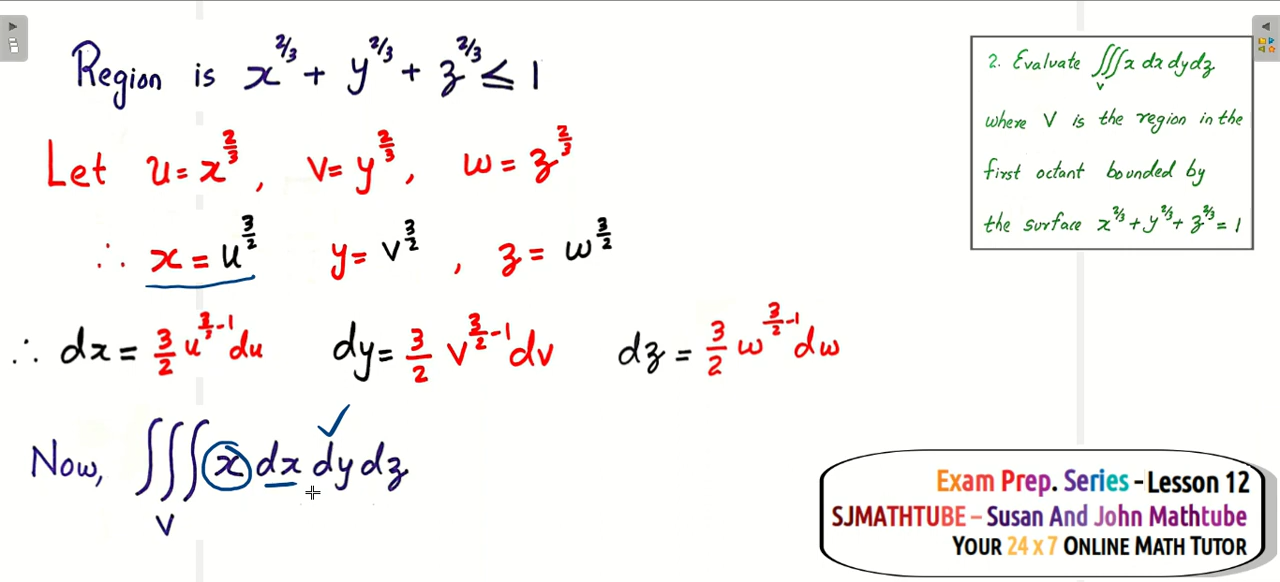 Region is x^{2/3} + y^{2/3} + z^{2/3} ≤ 1
Let u = x^{2/3}, v = y^{2/3}, w = z^{2/3}
∴ x = u^{3/2} y = v^{3/2}, z = w^{3/2}
∴ dx = 3/2 u^{3/2 - 1} du dy = 3/2 v^{3/2 - 1} dv dz = 3/2 w^{3/2 - 1} dw
Now, ∭_V x dx dy dz
2. Evaluate ∭_V x dx dy dz
where V is the region in the
first octant bounded by
the surface x^{2/3} + y^{2/3} + z^{2/3} = 1
Exam Prep. Series - Lesson 12
SJMATHTUBE – Susan And John Mathtube
YOUR 24 x 7 ONLINE MATH TUTOR